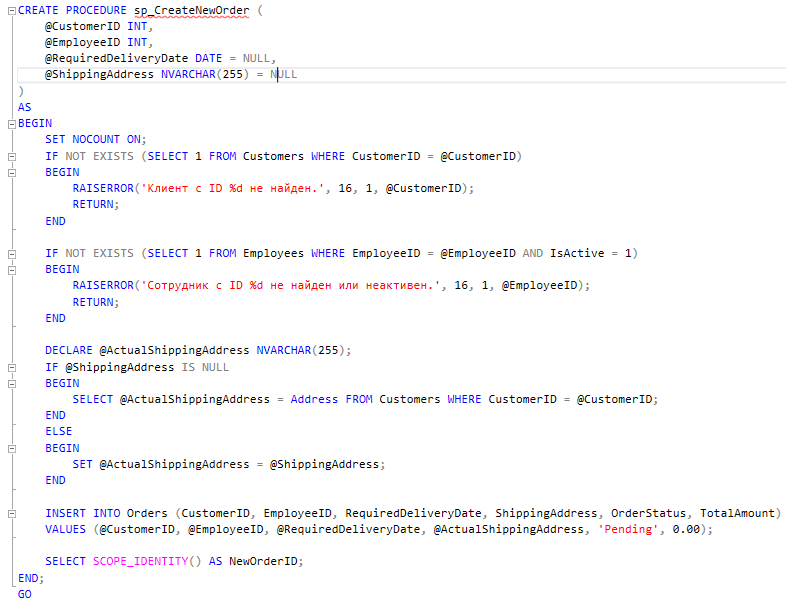 CREATE PROCEDURE sp_CreateNewOrder (
    @CustomerID INT,
    @EmployeeID INT,
    @RequiredDeliveryDate DATE = NULL,
    @ShippingAddress NVARCHAR(255) = NULL
)
AS
BEGIN
    SET NOCOUNT ON;
    IF NOT EXISTS (SELECT 1 FROM Customers WHERE CustomerID = @CustomerID)
    BEGIN
        RAISERROR('Клиент с ID %d не найден.', 16, 1, @CustomerID);
        RETURN;
    END

    IF NOT EXISTS (SELECT 1 FROM Employees WHERE EmployeeID = @EmployeeID AND IsActive = 1)
    BEGIN
        RAISERROR('Сотрудник с ID %d не найден или неактивен.', 16, 1, @EmployeeID);
        RETURN;
    END

    DECLARE @ActualShippingAddress NVARCHAR(255);
    IF @ShippingAddress IS NULL
    BEGIN
        SELECT @ActualShippingAddress = Address FROM Customers WHERE CustomerID = @CustomerID;
    END
    ELSE
    BEGIN
        SET @ActualShippingAddress = @ShippingAddress;
    END

    INSERT INTO Orders (CustomerID, EmployeeID, RequiredDeliveryDate, ShippingAddress, OrderStatus, TotalAmount)
    VALUES (@CustomerID, @EmployeeID, @RequiredDeliveryDate, @ActualShippingAddress, 'Pending', 0.00);

    SELECT SCOPE_IDENTITY() AS NewOrderID;
END;
GO